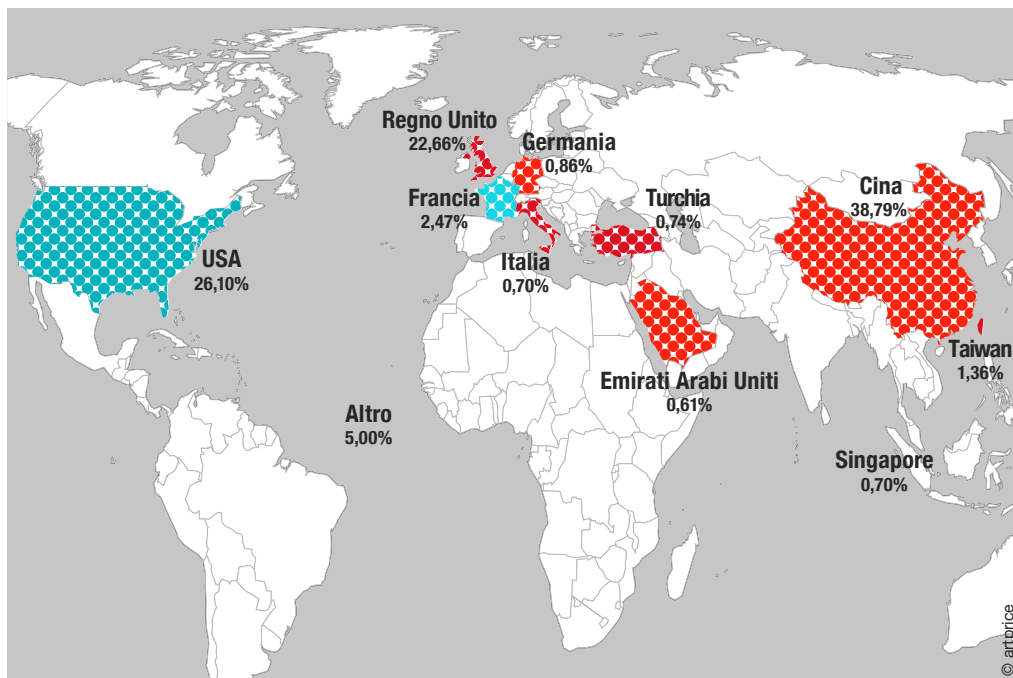 Regno Unito
22,66%
Germania
0,86%
Francia
2,47%
Turchia
0,74%
Cina
38,79%
USA
26,10%
Italia
0,70%
Taiwan
1,36%
Emirati Arabi Uniti
0,61%
Altro
5,00%
Singapore
0,70%
© artprice